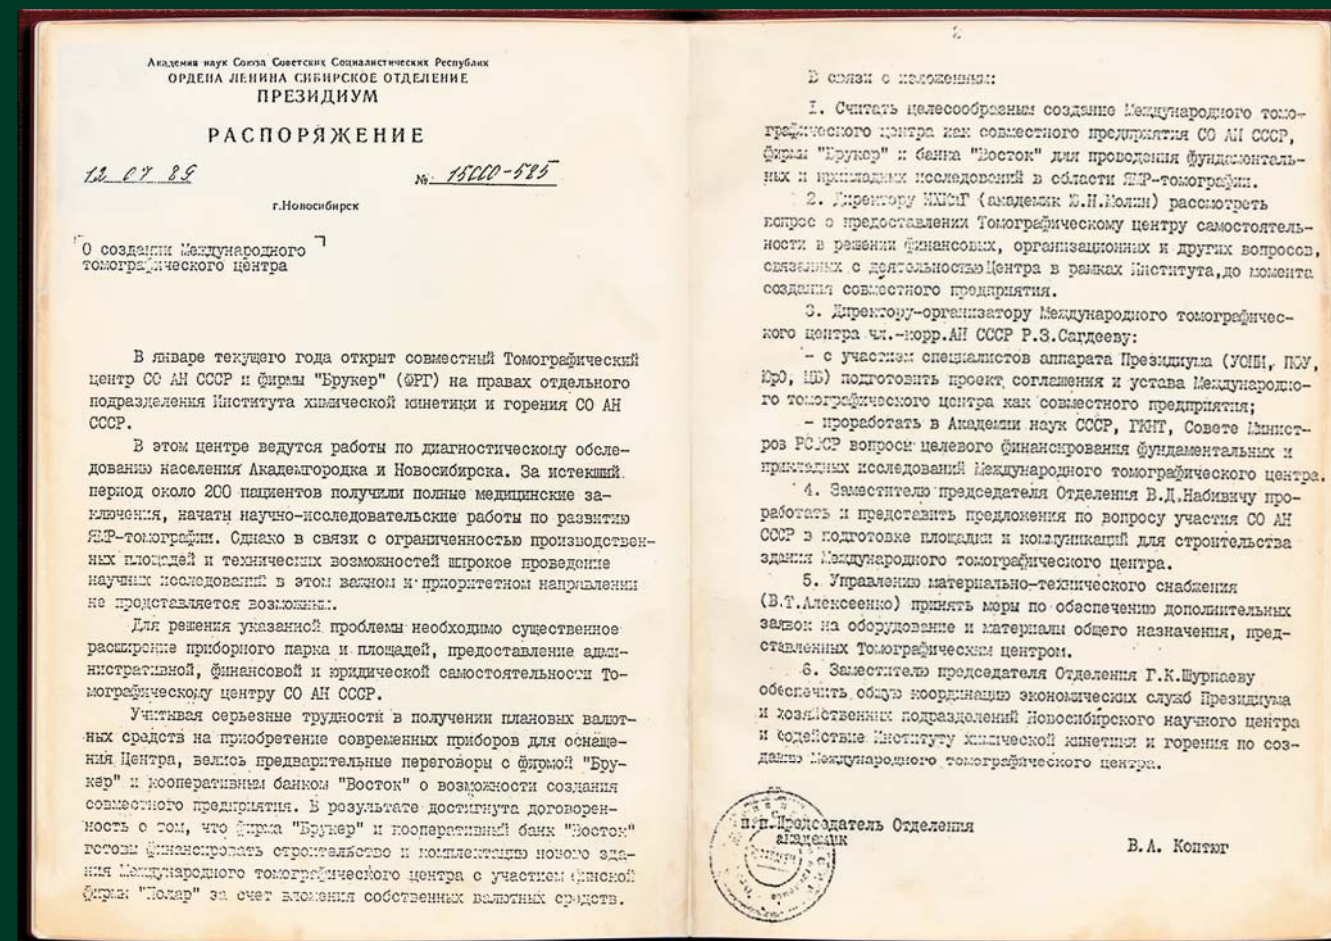 Академия наук Союза Советских Социалистических Республик
ОРДЕНА ЛЕНИНА СИБИРСКОЕ ОТДЕЛЕНИЕ
ПРЕЗИДИУМ
РАСПОРЯЖЕНИЕ
12 07 89 № 15000-585
г.Новосибирск
О создании Международного
томографического центра
В январе текущего года открыт совместный Томографический
центр СО АН СССР и фирмы "Брукер" (ФРГ) на правах отдельного
подразделения Института химической кинетики и горения СО АН
СССР.
В этом центре ведутся работы по диагностическому обсле-
дованию населения Академгородка и Новосибирска. За истекший
период около 200 пациентов получили полные медицинские за-
ключения, начаты научно-исследовательские работы по развитию
ЯМР-томографии. Однако в связи с ограниченностью производствен-
ных площадей и технических возможностей широкое проведение
научных исследований в этом важном и приоритетном направлении
не представляется возможным.
Для решения указанной проблемы необходимо существенное
расширение приборного парка и площадей, предоставление адми-
нистративной, финансовой и юридической самостоятельности То-
мографическому центру СО АН СССР.
Учитывая серьезные трудности в получении плановых валют-
ных средств на приобретение современных приборов для оснаще-
ния Центра, велись предварительные переговоры с фирмой "Бру-
кер" и кооперативным банком "Восток" о возможности создания
совместного предприятия. В результате достигнута договорен-
ность о том, что фирма "Брукер" и кооперативный банк "Восток"
готовы финансировать строительство и комплектацию нового зда-
ния Международного томографического центра с участием финской
фирмы "Полар" за счет вложения собственных валютных средств.
2
В связи с изложенным:
1. Считать целесообразным создание Международного томо-
графического центра как совместного предприятия СО АН СССР,
фирмы "Брукер" и банка "Восток" для проведения фундаменталь-
ных и прикладных исследований в области ЯМР-томографии.
2. Директору ИХКиГ (академик Ю.Н.Молин) рассмотреть
вопрос о предоставлении Томографическому центру самостоятель-
ности в решении финансовых, организационных и других вопросов,
связанных с деятельностью Центра в рамках Института, до момента
создания совместного предприятия.
3. Директору-организатору Международного томографичес-
кого центра чл.-корр.АН СССР Р.З.Сагдееву:
- с участием специалистов аппарата Президиума (УОНИ, ПЭУ,
ЮрО, ЦБ) подготовить проект соглашения и устава Международно-
го томографического центра как совместного предприятия;
- проработать в Академии наук СССР, ГКНТ, Совете Минист-
ров РСФСР вопросы целевого финансирования фундаментальных и
прикладных исследований Международного томографического центра.
4. Заместителю председателя Отделения В.Д.Набивичу про-
работать и представить предложения по вопросу участия СО АН
СССР в подготовке площадки и коммуникаций для строительства
здания Международного томографического центра.
5. Управлению материально-технического снабжения
(В.Т.Алексеенко) принять меры по обеспечению дополнительных
заявок на оборудование и материалы общего назначения, пред-
ставленных Томографическим центром.
6. Заместителю председателя Отделения Г.К.Шурпаеву
обеспечить общую координацию экономических служб Президиума
и хозяйственных подразделений Новосибирского научного центра
и содействие Институту химической кинетики и горения по соз-
данию Международного томографического центра.
п.п.Председатель Отделения
академик В.А. Коптюг